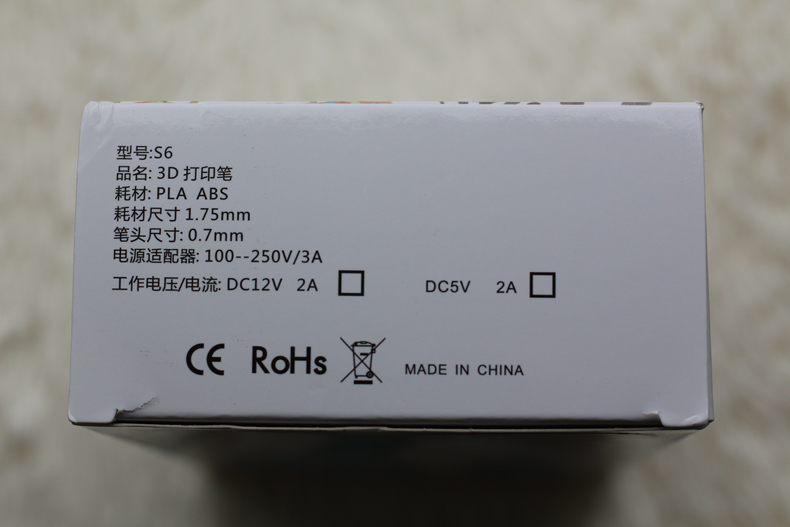 型号:S6
品名: 3D 打印笔
耗材: PLA ABS
耗材尺寸 1.75mm
笔头尺寸: 0.7mm
电源适配器: 100--250V/3A
工作电压/电流: DC12V 2A DC5V 2A
CE RoHs MADE IN CHINA